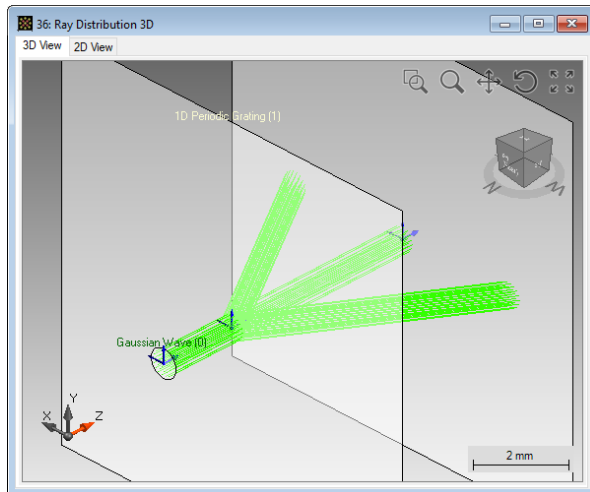 36: Ray Distribution 3D
3D View 2D View
1D Periodic Grating (1)
Gaussian Wave (0)
Y
X
Z
2 mm